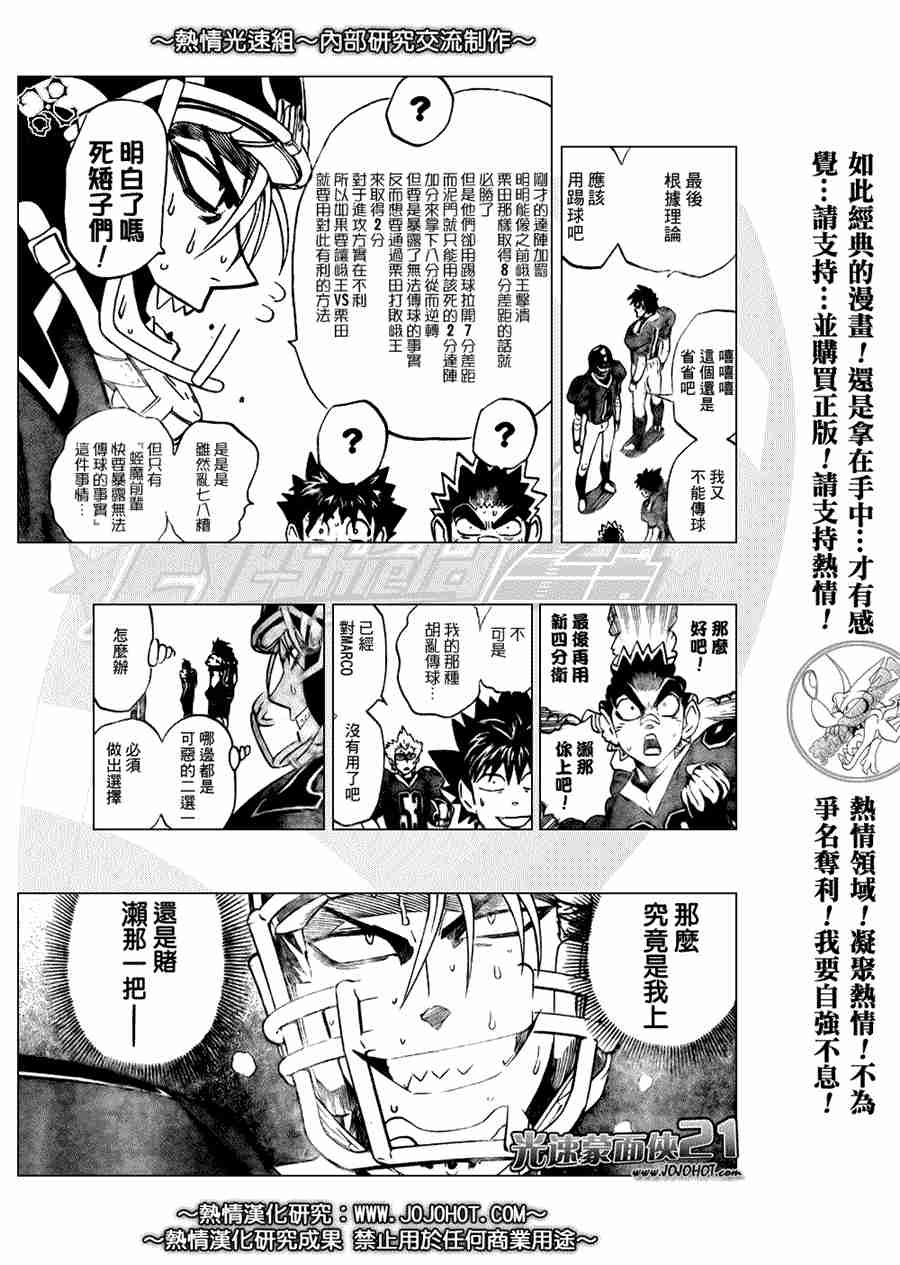 ～熱情光速組～內部研究交流制作～
如此經典的漫畫！還是拿在手中…才有感
覺…請支持…並購買正版！請支持熱情！
熱情領域！凝聚熱情！不為
爭名奪利！我要自強不息！
最後
根據理論
應該
用踢球吧
嘻嘻嘻
這個還是
省省吧
我又
不能傳球
？
剛才的達陣加罰
明明能像之前峨王擊潰
栗田那樣取得8分差距的話就
必勝了
但是他們卻用踢球拉開7分差距
而泥門就只能用該死的2分達陣
加分來拿下八分從而逆轉
但要是暴露了無法傳球的事實
反而想要通過栗田打敗峨王
來取得2分
對于進攻方實在不利
所以如果要讓峨王VS栗田
就要用對此有利的方法
？
？
明白了嗎
死矮子們！
是是是
雖然亂七八糟
但只有
『蛭魔前輩
快要暴露無法
傳球的事實』
這件事情…
那麼
好吧！
最後再用
新四分衛
瀨那
你上吧！
不
可是
我的那種
胡亂傳球…
已經
對MARCO
沒有用了吧
怎麼辦
哪邊都是
可惡的二選一
必須
做出選擇
那麼
究竟是我上
還是賭
瀨那一把——
光速蒙面俠21
www.JOJOHOT.com
～熱情漢化研究：WWW.JOJOHOT.COM～
～熱情漢化研究成果 禁止用於任何商業用途～